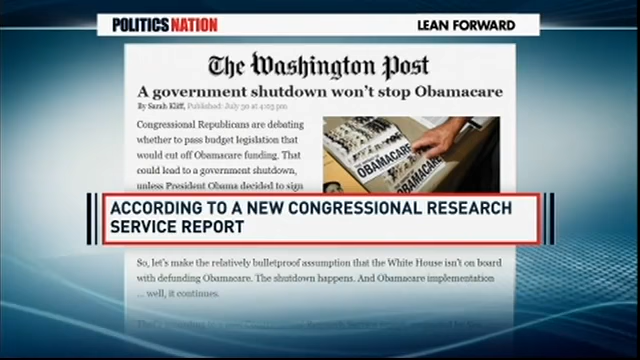 POLITICSNATION
LEAN FORWARD
The Washington Post
A government shutdown won't stop Obamacare
By Sarah Kliff, Published: July 30 at 4:03 pm
Congressional Republicans are debating
whether to pass budget legislation that
would cut off Obamacare funding. That
could lead to a government shutdown,
unless President Obama decided to sign
OBAMACARE
OBAMACARE
ACCORDING TO A NEW CONGRESSIONAL RESEARCH
SERVICE REPORT
So, let's make the relatively bulletproof assumption that the White House isn't on board
with defunding Obamacare. The shutdown happens. And Obamacare implementation
... well, it continues.